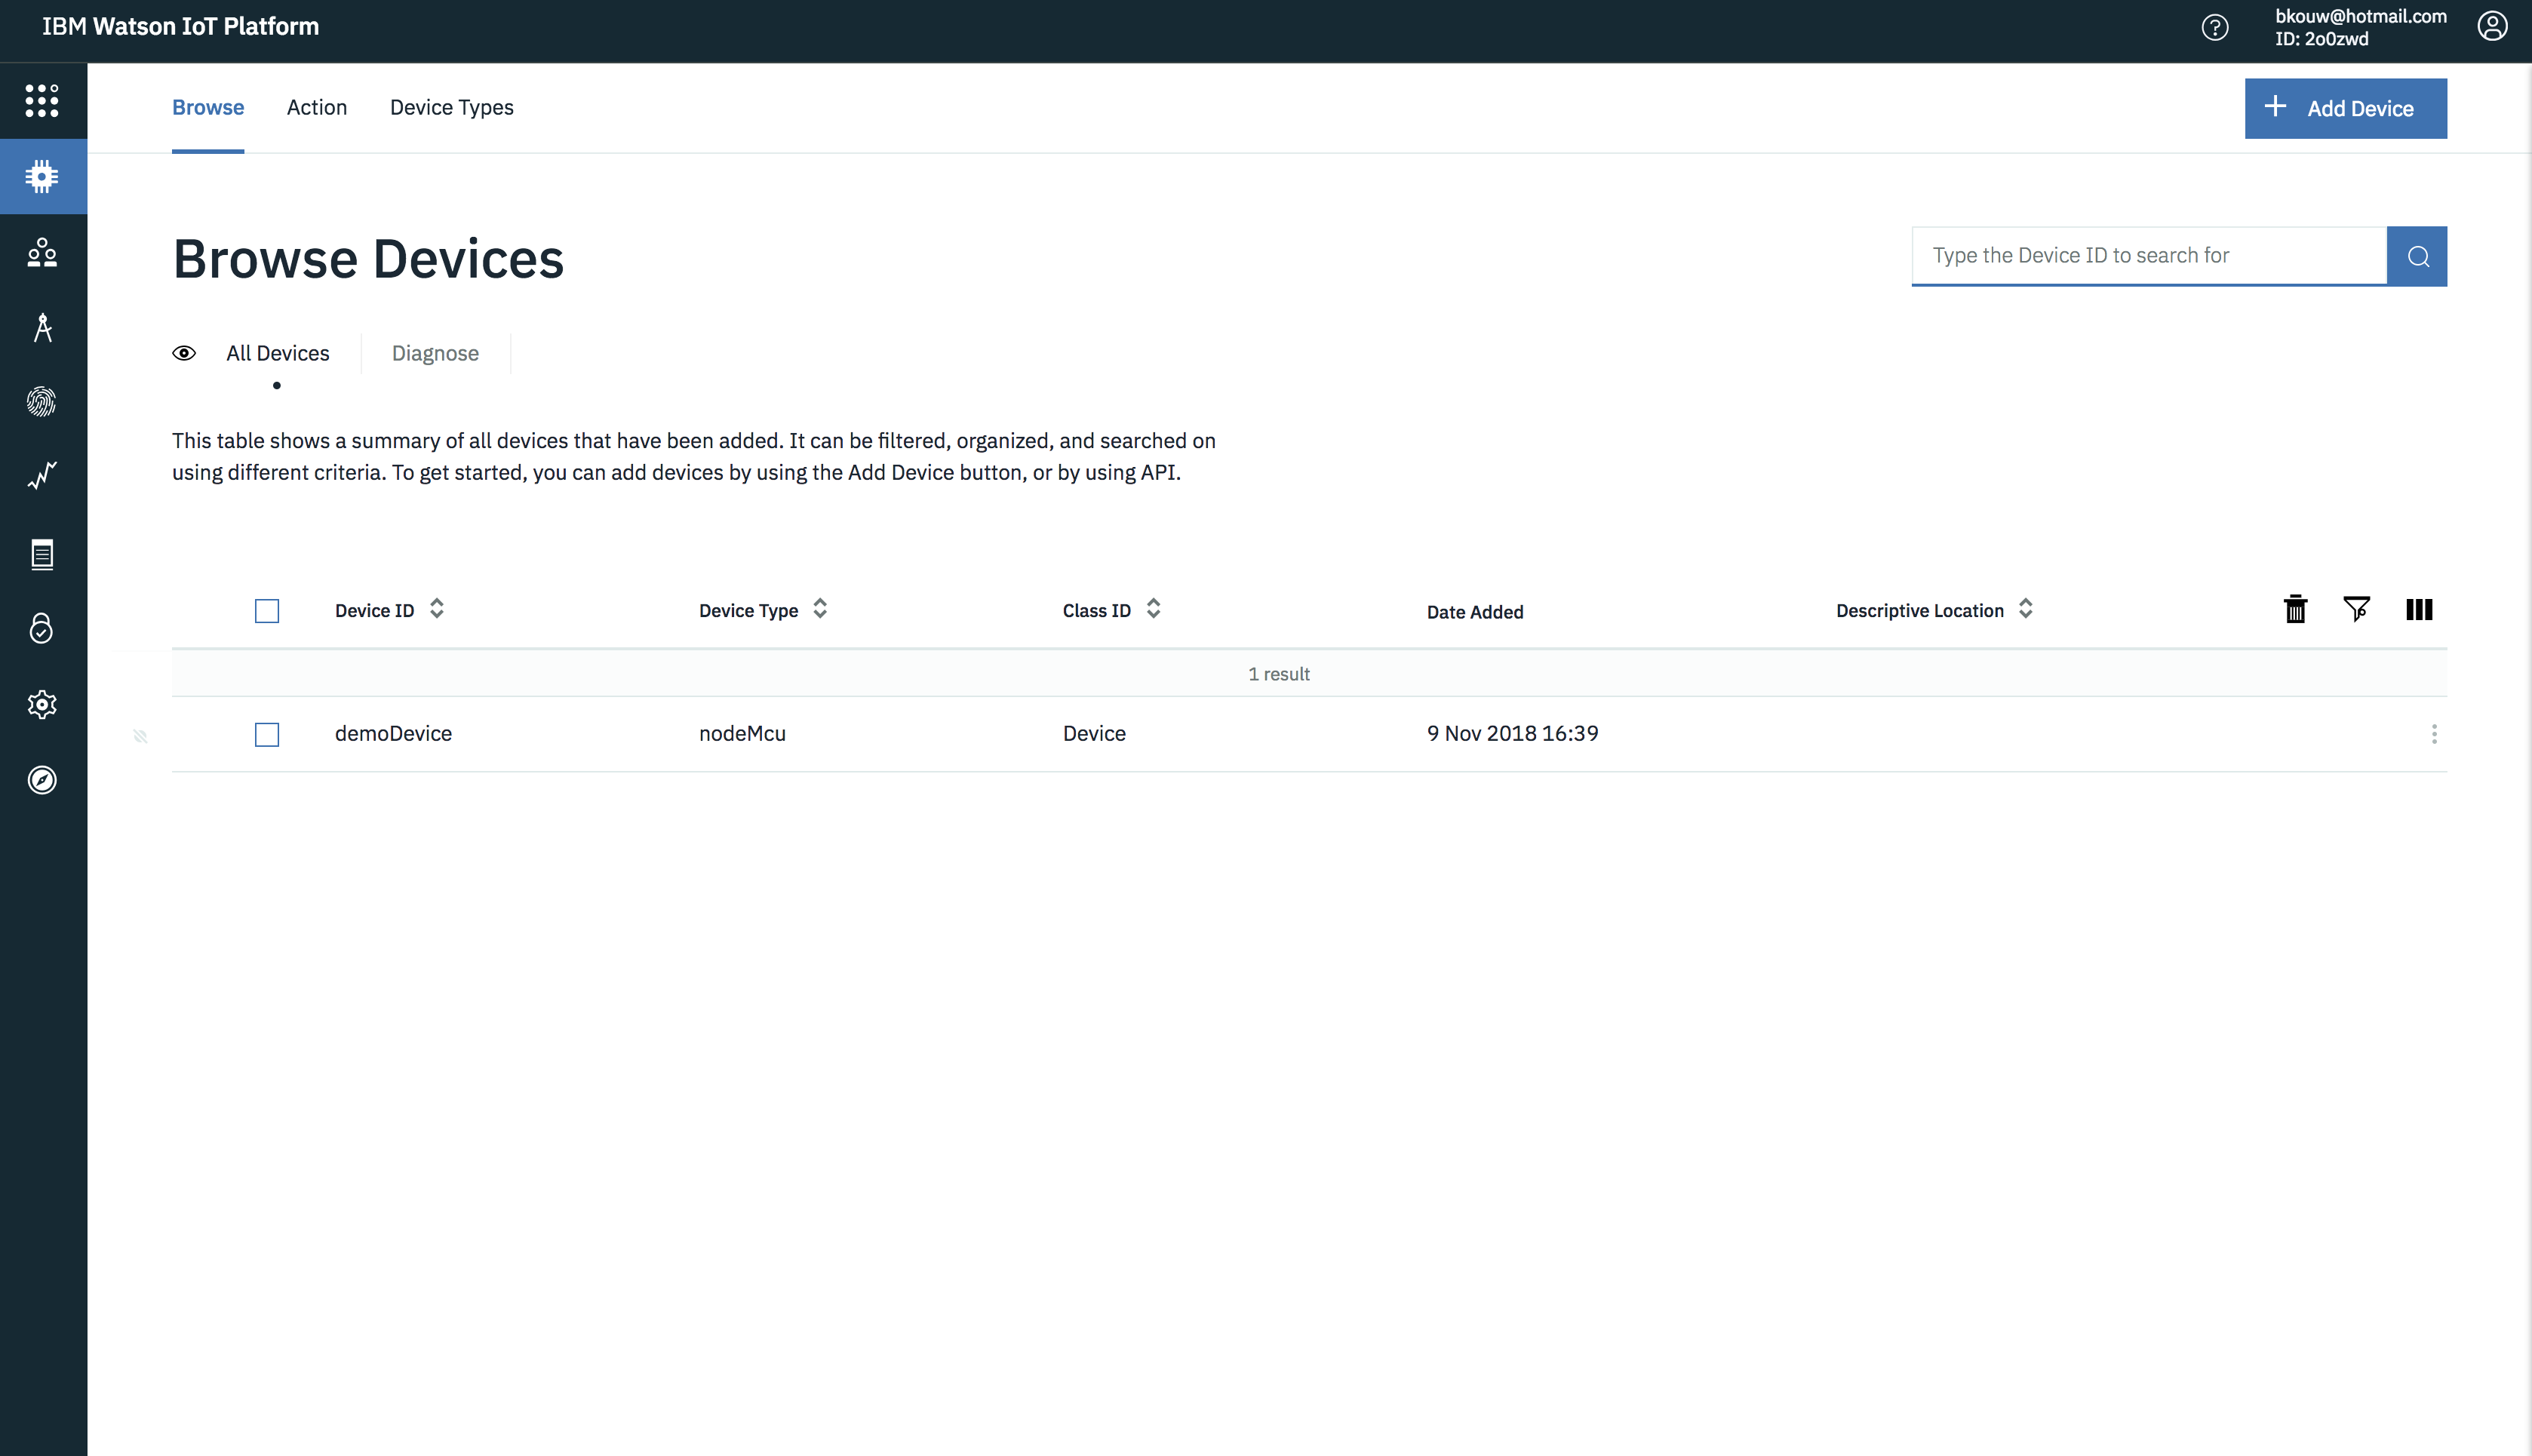 IBM Watson IoT Platform
bkouw@hotmail.com
ID: 2o0zwd
Browse Action Device Types
Add Device
Browse Devices
Type the Device ID to search for
All Devices Diagnose
This table shows a summary of all devices that have been added. It can be filtered, organized, and searched on
using different criteria. To get started, you can add devices by using the Add Device button, or by using API.
Device ID Device Type Class ID Date Added Descriptive Location
1 result
demoDevice nodeMcu Device 9 Nov 2018 16:39